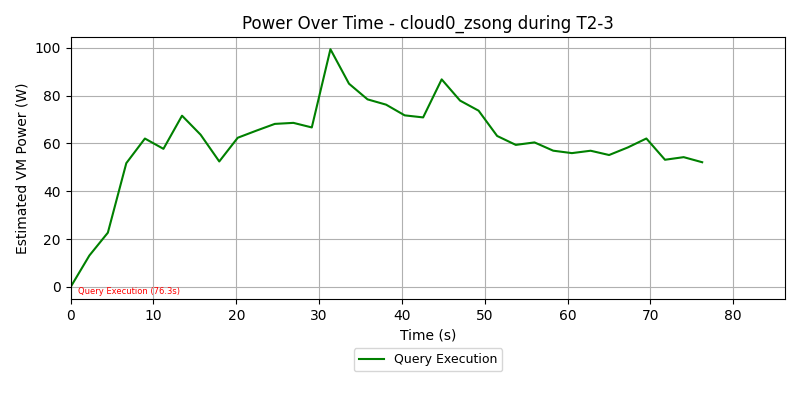 Power Over Time - cloud0_zsong during T2-3
Estimated VM Power (W)
100
80
60
40
20
0
Query Execution (76.3s)
0 10 20 30 40 50 60 70 80
Time (s)
Query Execution